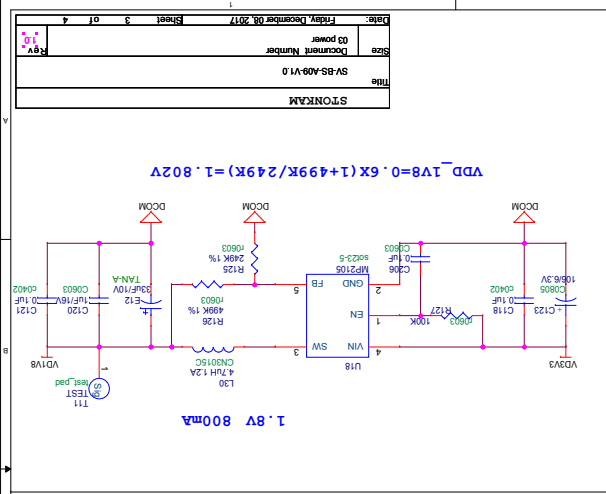 1.8V 800mA
T11
TEST
test_pad
Sig
1
L30
4.7uH 1.2A
CN3015C
VD3V3
VD1V8
U18
4
VIN
SW
3
R126
499K 1%
r0603
C123
C0805
106/6.3V
+
C118
0.1uF
c0402
100K
R127
r0603
1
EN
2
GND
FB
5
MP2105
sot23-5
C206
0.1uF
C0603
R125
249K 1%
r0603
E12
33uF/10V
TAN-A
+
C120
1uF/16V
C0603
C121
0.1uF
c0402
DCOM
DCOM
DCOM
VDD_1V8=0.6X(1+499K/249K)=1.802V
B
A
STONKAM
Title
SV-BS-A09-V1.0
Size
Document Number
Rev
03 power
1.0
Date:
Friday, December 08, 2017
Sheet
3
of
4
1